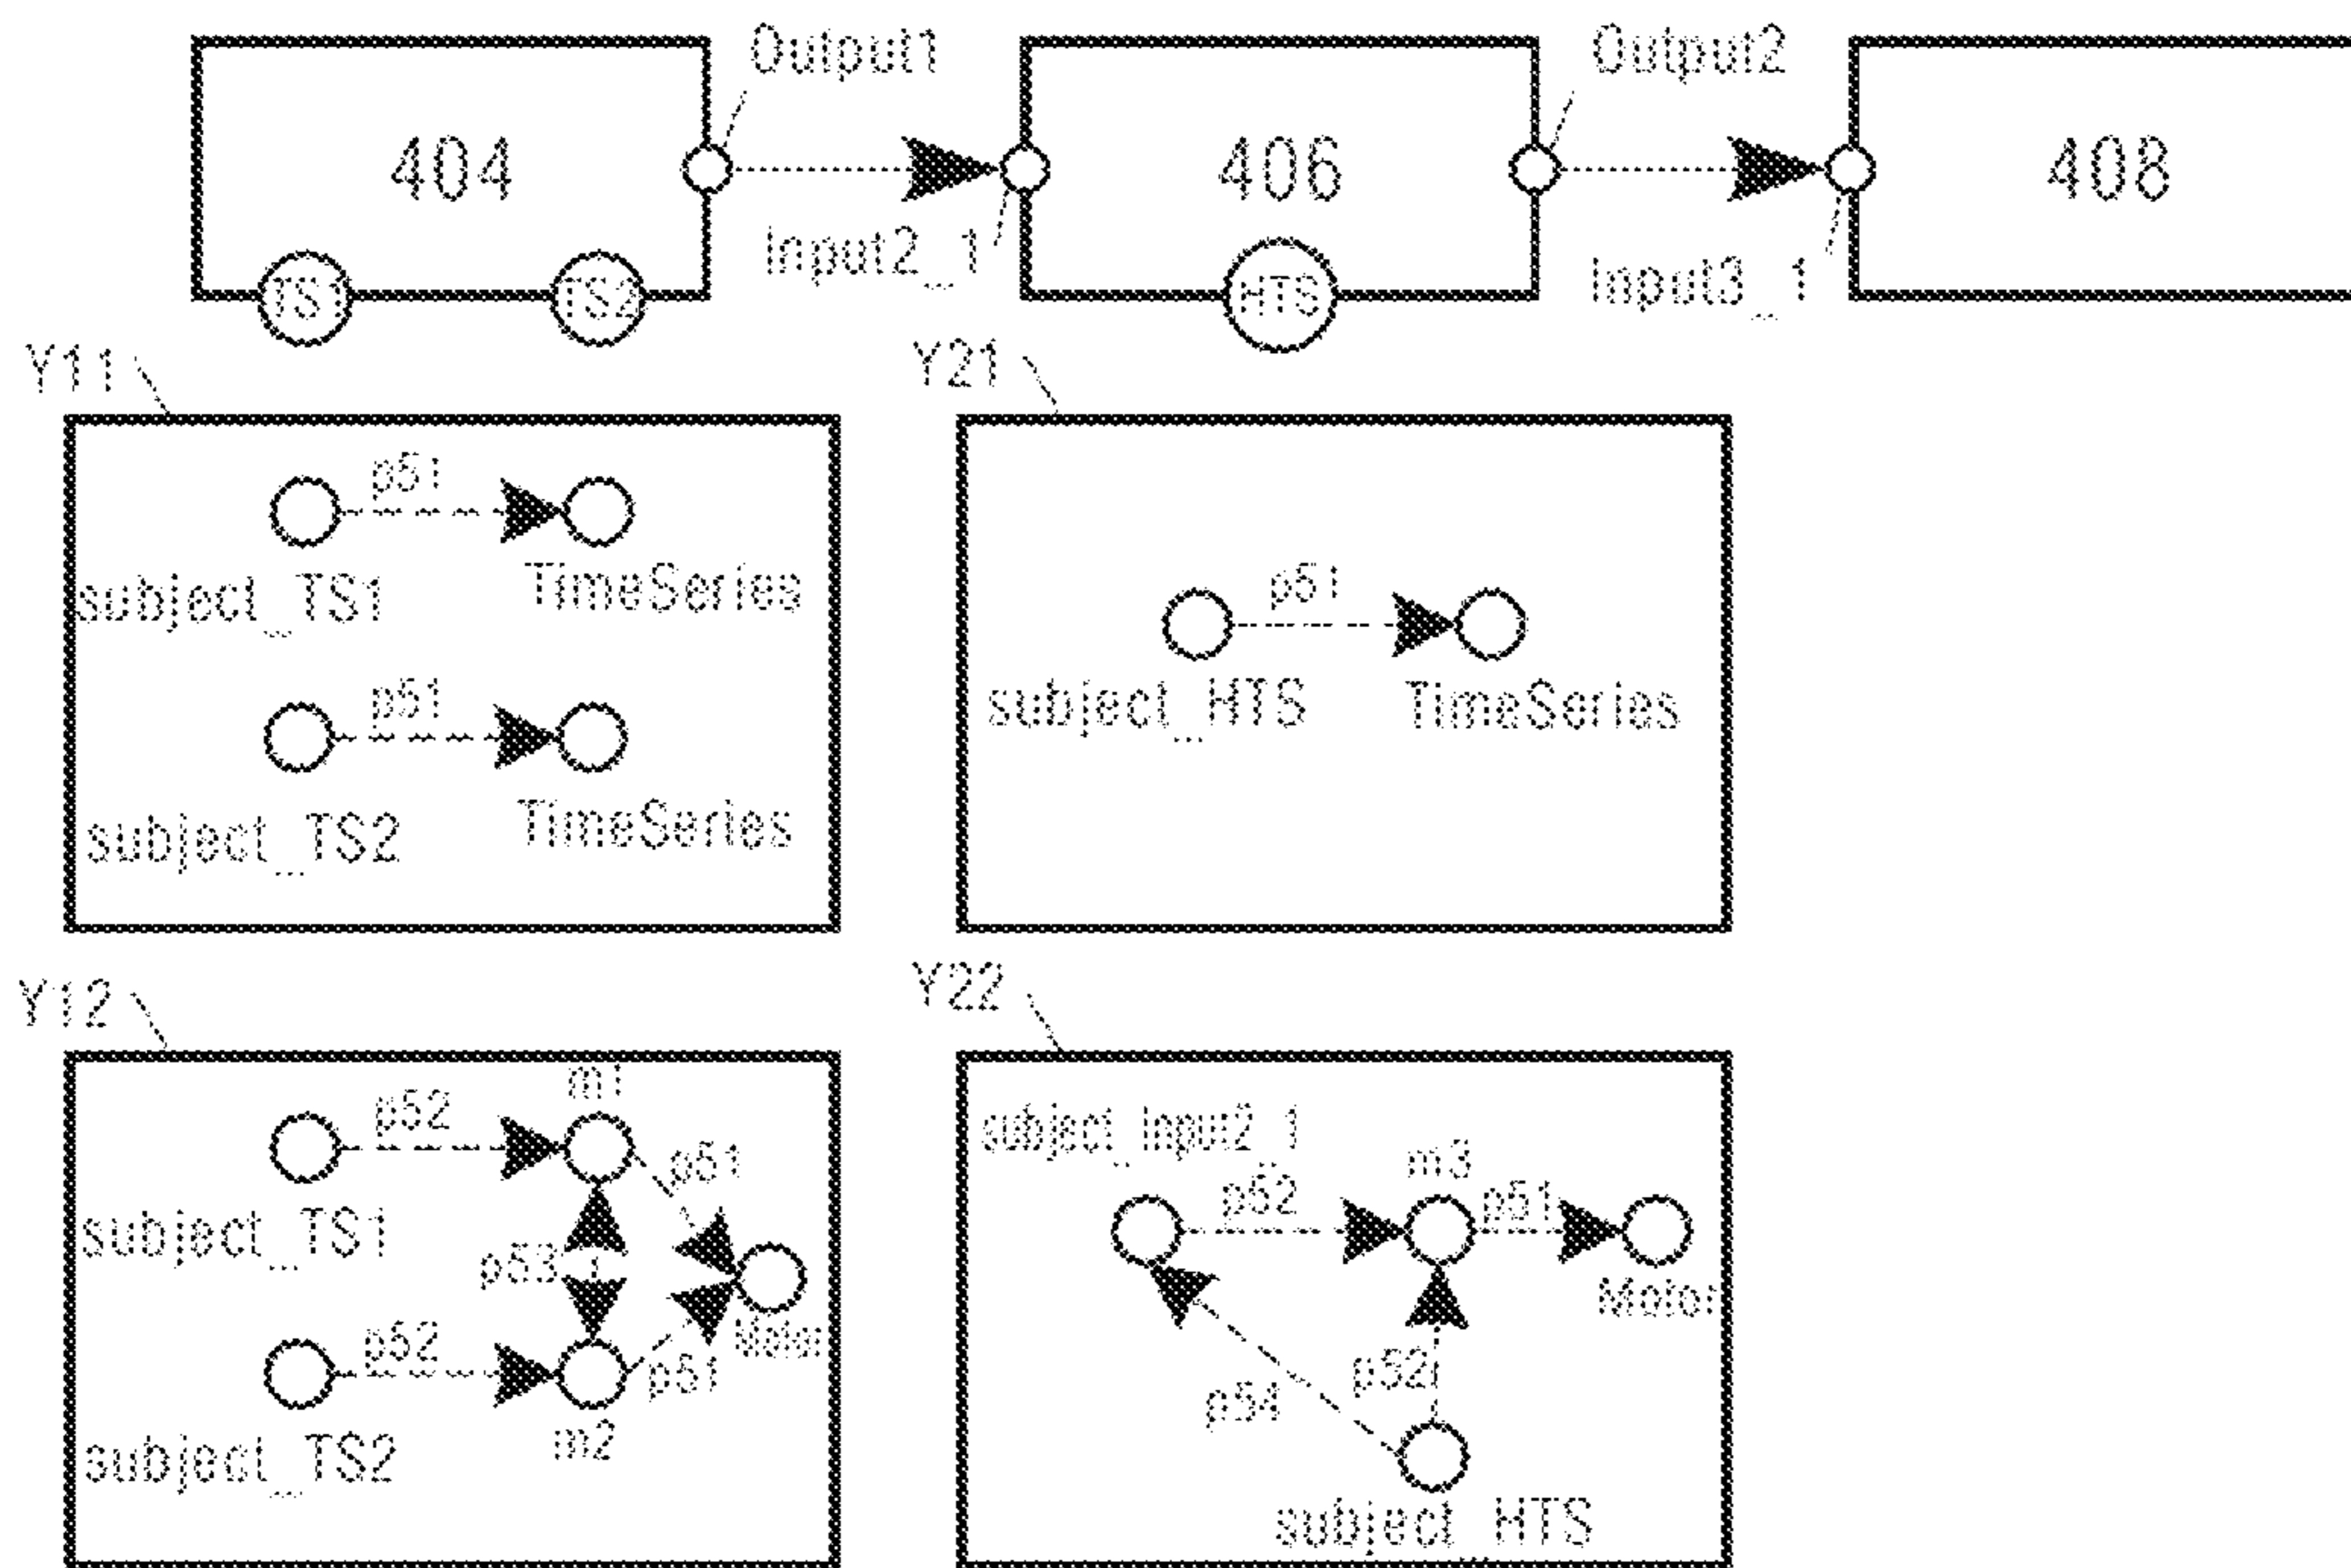 Output1
Output2
404
406
408
Input2_1
Input3_1
TS1
TS2
HTS
Y11
Y21
p51
subject_TS1
TimeSeries
p51
subject_TS2
TimeSeries
p51
subject_HTS
TimeSeries
Y12
Y22
m1
p52
p51
subject_TS1
p53
Motor
p52
p51
m2
subject_TS2
subject_Input2_1
m3
p52
p51
Motor
p52
p54
subject_HTS